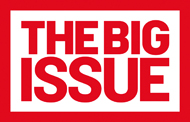 THE BIG
ISSUE